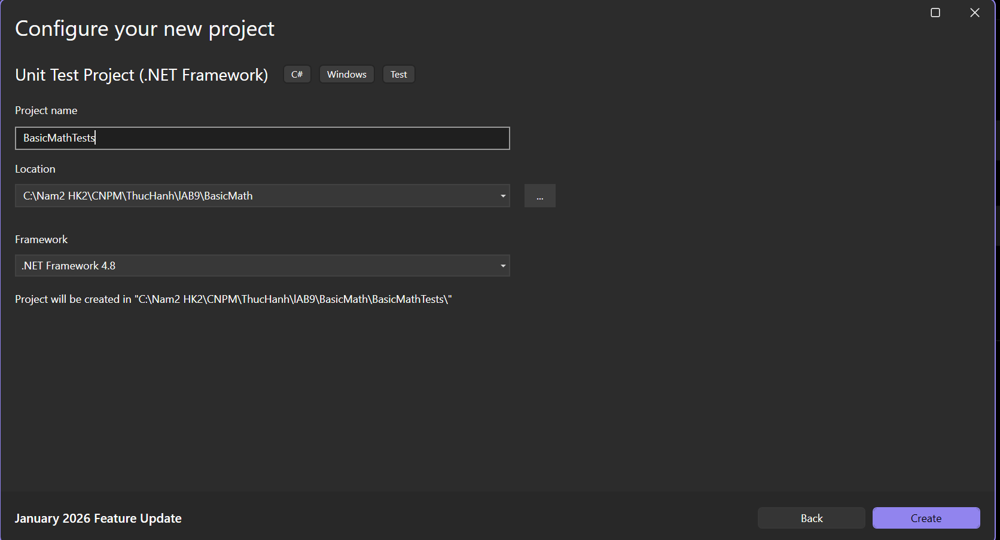 Configure your new project
Unit Test Project (.NET Framework) C# Windows Test
Project name
BasicMathTests
Location
C:\Nam2 HK2\CNPM\ThucHanh\lAB9\BasicMath
...
Framework
.NET Framework 4.8
Project will be created in "C:\Nam2 HK2\CNPM\ThucHanh\lAB9\BasicMath\BasicMathTests\"
January 2026 Feature Update
Back
Create